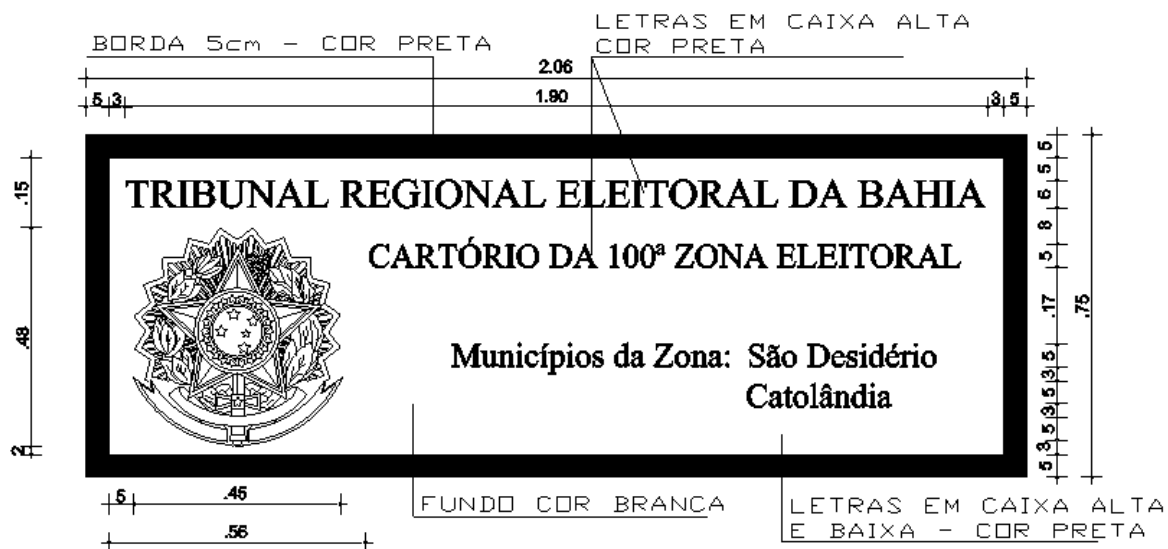 LETRAS EM CAIXA ALTA
BORDA 5cm - COR PRETA
COR PRETA
2.06
5 3 1.90 3 5
TRIBUNAL REGIONAL ELEITORAL DA BAHIA
CARTÓRIO DA 100ª ZONA ELEITORAL
Municípios da Zona: São Desidério
Catolândia
.15
.48
2
5
5
6
8
5
.17
5
3
5
3
5
3
5
.75
5 .45
FUNDO COR BRANCA
LETRAS EM CAIXA ALTA
E BAIXA - COR PRETA
.56